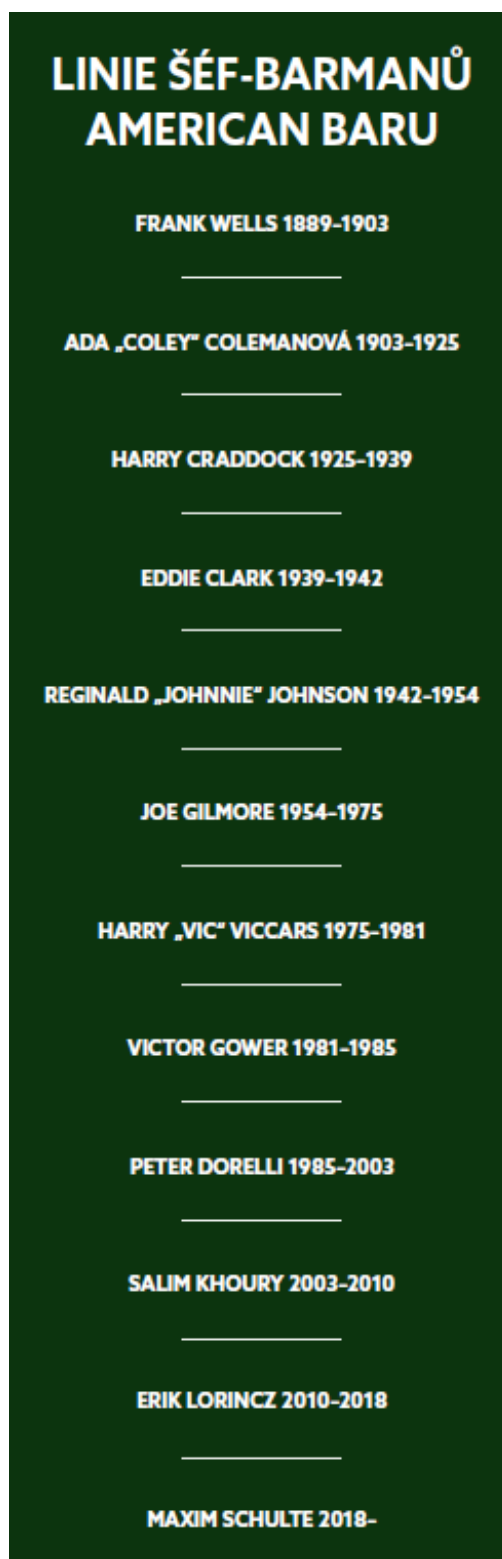 LINIE ŠÉF-BARMANŮ
AMERICAN BARU
FRANK WELLS 1889–1903
ADA „COLEY“ COLEMANOVÁ 1903–1925
HARRY CRADDOCK 1925–1939
EDDIE CLARK 1939–1942
REGINALD „JOHNNIE“ JOHNSON 1942–1954
JOE GILMORE 1954–1975
HARRY „VIC“ VICCARS 1975–1981
VICTOR GOWER 1981–1985
PETER DORELLI 1985–2003
SALIM KHOURY 2003–2010
ERIK LORINCZ 2010–2018
MAXIM SCHULTE 2018–